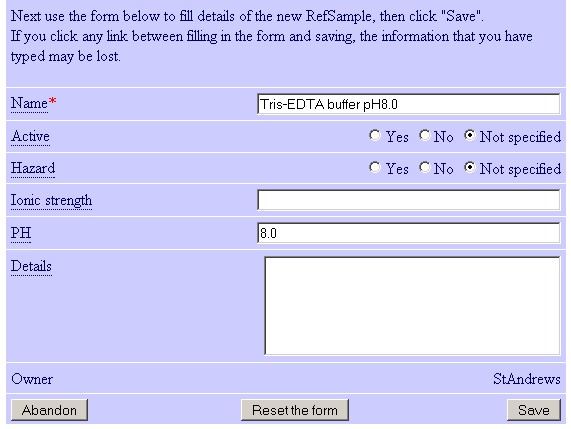 Next use the form below to fill details of the new RefSample, then click "Save".
If you click any link between filling in the form and saving, the information that you have
typed may be lost.
Name* Tris-EDTA buffer pH8.0
Active Yes No Not specified
Hazard Yes No Not specified
Ionic strength
PH 8.0
Details
Owner StAndrews
Abandon Reset the form Save